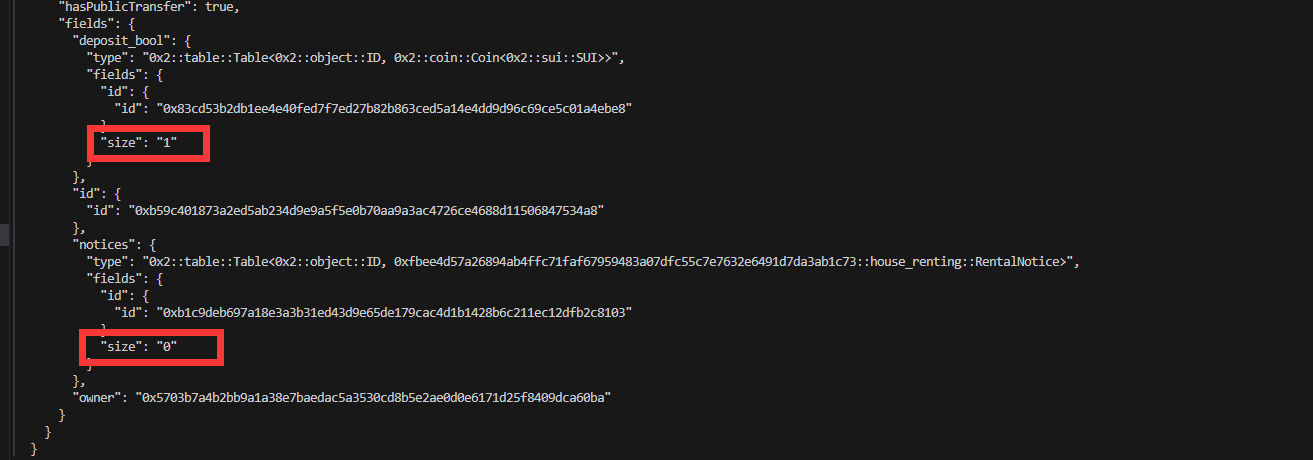 "hasPublicTransfer": true,
"fields": {
"deposit_bool": {
"type": "0x2::table::Table<0x2::object::ID, 0x2::coin::Coin<0x2::sui::SUI>>",
"fields": {
"id": {
"id": "0x83cd53b2db1ee4e40fed7f7ed27b82b863ced5a14e4dd9d96c69ce5c01a4ebe8"
}
"size": "1"
}
},
"id": {
"id": "0xb59c401873a2ed5ab234d9e9a5f5e0b70aa9a3ac4726ce4688d11506847534a8"
},
"notices": {
"type": "0x2::table::Table<0x2::object::ID, 0xfbee4d57a26894ab4ffc71faf67959483a07dfc55c7e7632e6491d7da3ab1c73::house_renting::RentalNotice>",
"fields": {
"id": {
"id": "0xb1c9deb697a18e3a3b31ed43d9e65de179cac4d1b1428b6c211ec12dfb2c8103"
}
"size": "0"
}
},
"owner": "0x5703b7a4b2bb9a1a38e7baedac5a3530cd8b5e2ae0d0e6171d25f8409dca60ba"
}
}
}